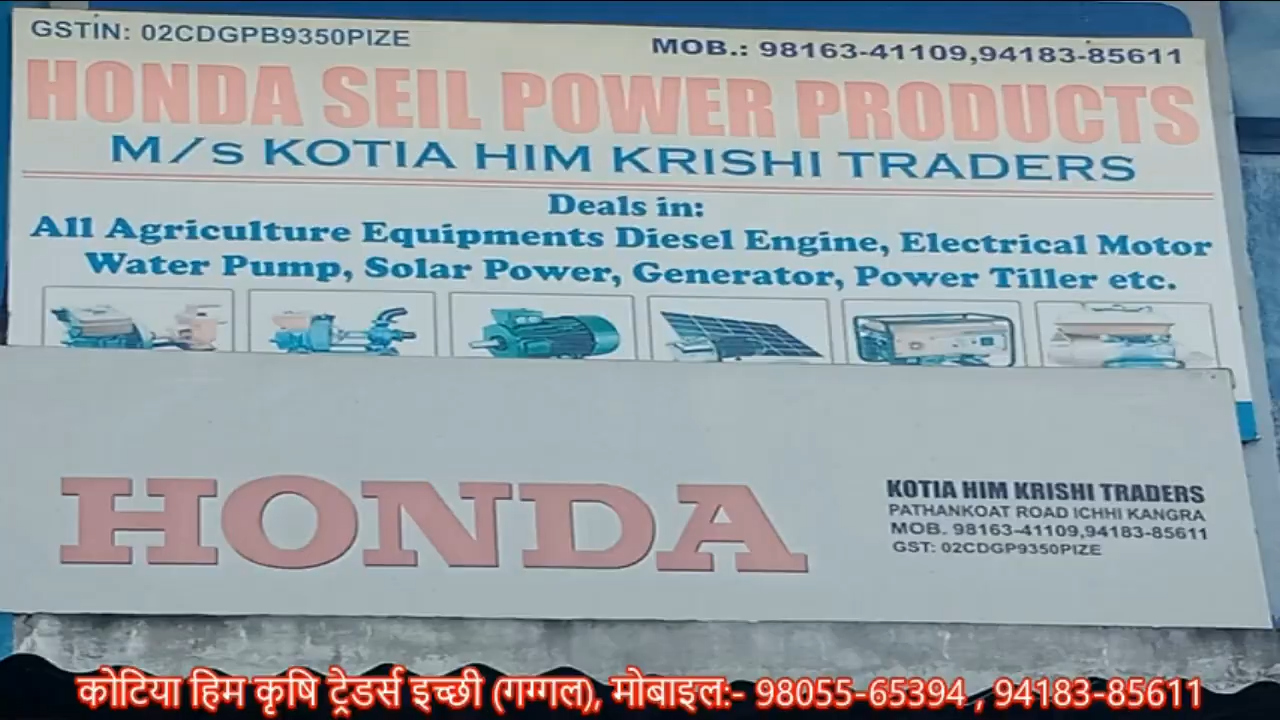 GSTIN: 02CDGPB9350PIZE
MOB.: 98163-41109,94183-85611
HONDA SEIL POWER PRODUCTS
M/s KOTIA HIM KRISHI TRADERS
Deals in:
All Agriculture Equipments Diesel Engine, Electrical Motor
Water Pump, Solar Power, Generator, Power Tiller etc.
HONDA
KOTIA HIM KRISHI TRADERS
PATHANKOAT ROAD ICHHI KANGRA
MOB. 98163-41109,94183-85611
GST: 02CDGP9350PIZE
कोटिया हिम कृषि ट्रेडर्स इच्छी (गग्गल), मोबाइल:- 98055-65394 , 94183-85611